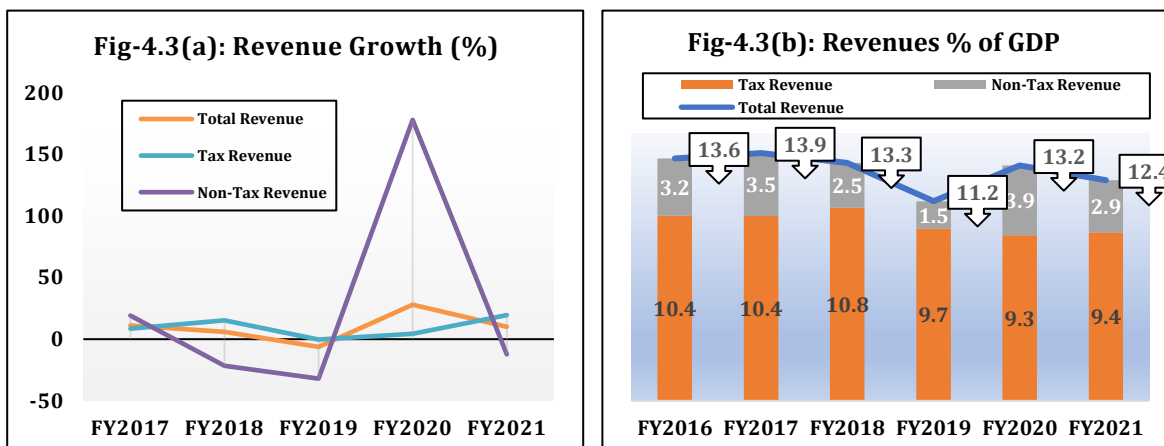 Fig-4.3(a): Revenue Growth (%)
200
150
100
50
0
-50
Total Revenue
Tax Revenue
Non-Tax Revenue
FY2017 FY2018 FY2019 FY2020 FY2021
Fig-4.3(b): Revenues % of GDP
Tax Revenue Non-Tax Revenue
Total Revenue
13.6 13.9 13.3 11.2 13.2 12.4
3.2 3.5 2.5 1.5 3.9 2.9
10.4 10.4 10.8 9.7 9.3 9.4
FY2016 FY2017 FY2018 FY2019 FY2020 FY2021